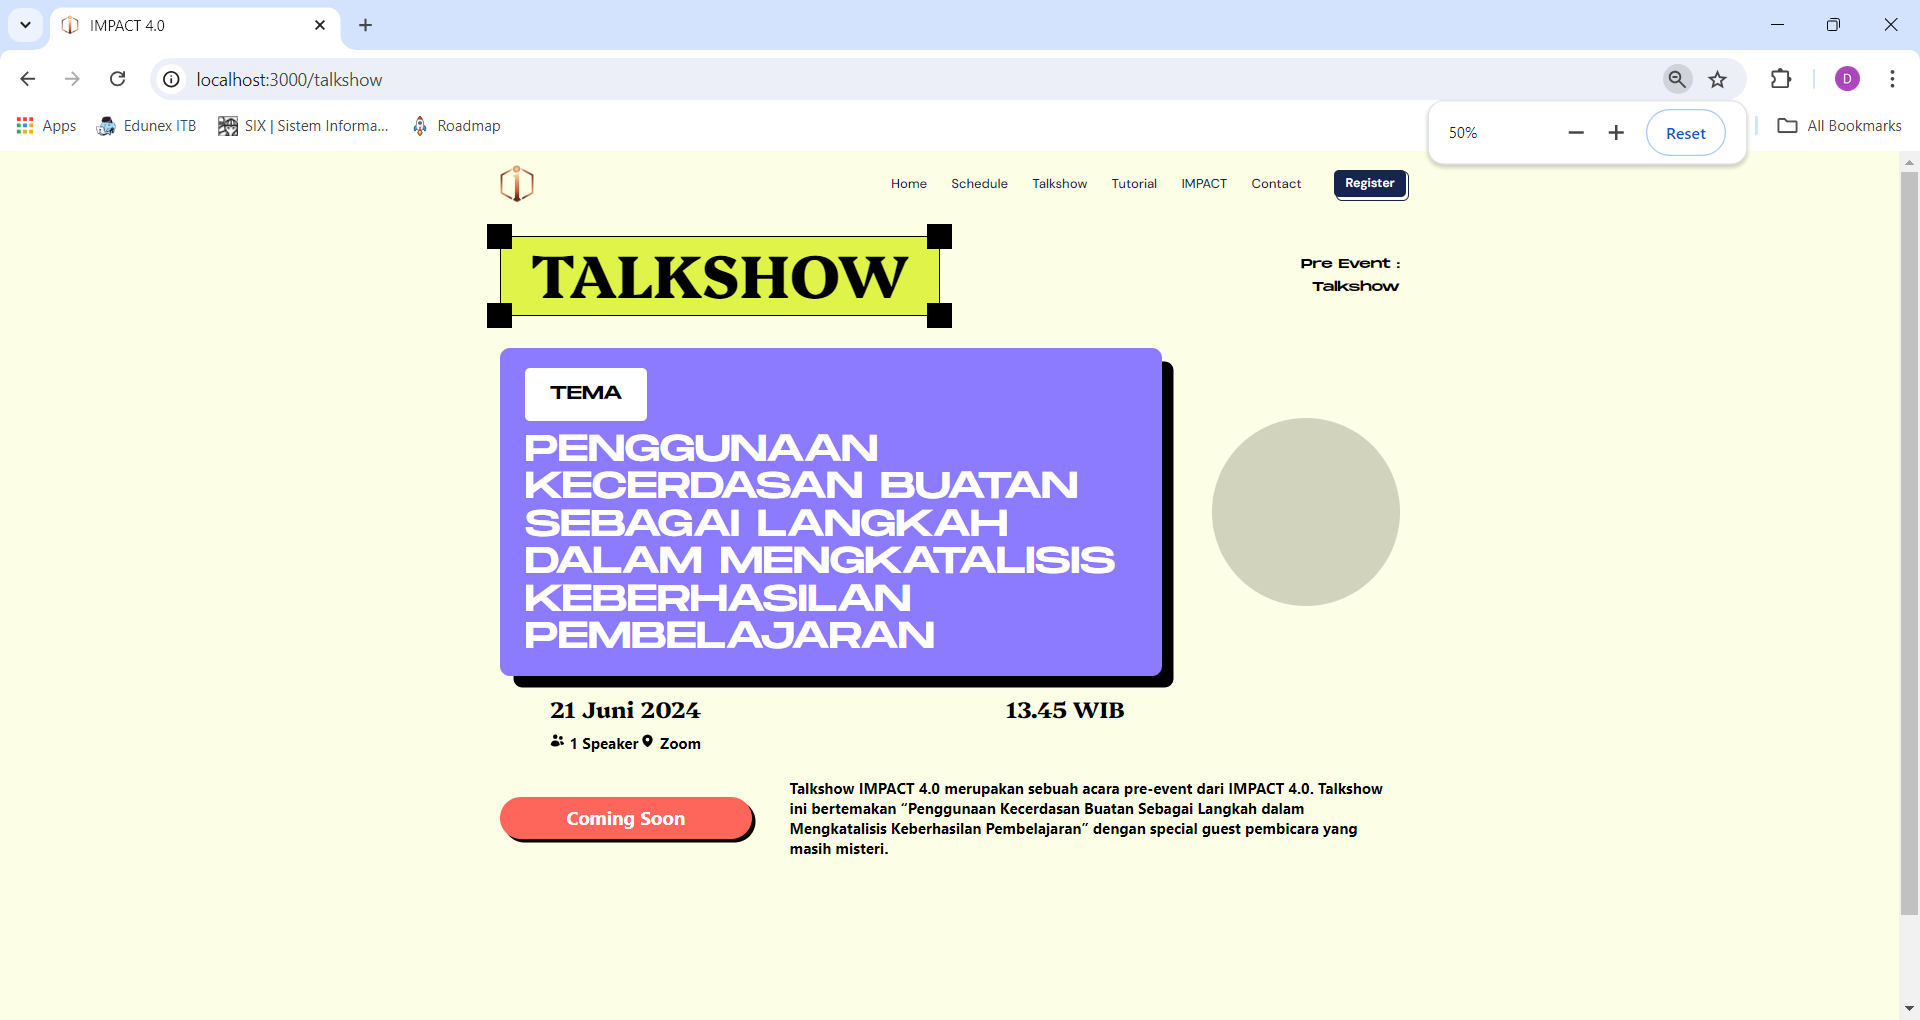 IMPACT 4.0
localhost:3000/talkshow
D
Apps
Edunex ITB
SIX | Sistem Informa...
Roadmap
All Bookmarks
50%
Reset
Home
Schedule
Talkshow
Tutorial
IMPACT
Contact
Register
TALKSHOW
Pre Event :
Talkshow
TEMA
PENGGUNAAN
KECERDASAN BUATAN
SEBAGAI LANGKAH
DALAM MENGKATALISIS
KEBERHASILAN
PEMBELAJARAN
21 Juni 2024
13.45 WIB
1 Speaker
Zoom
Coming Soon
Talkshow IMPACT 4.0 merupakan sebuah acara pre-event dari IMPACT 4.0. Talkshow
ini bertemakan “Penggunaan Kecerdasan Buatan Sebagai Langkah dalam
Mengkatalisis Keberhasilan Pembelajaran” dengan special guest pembicara yang
masih misteri.